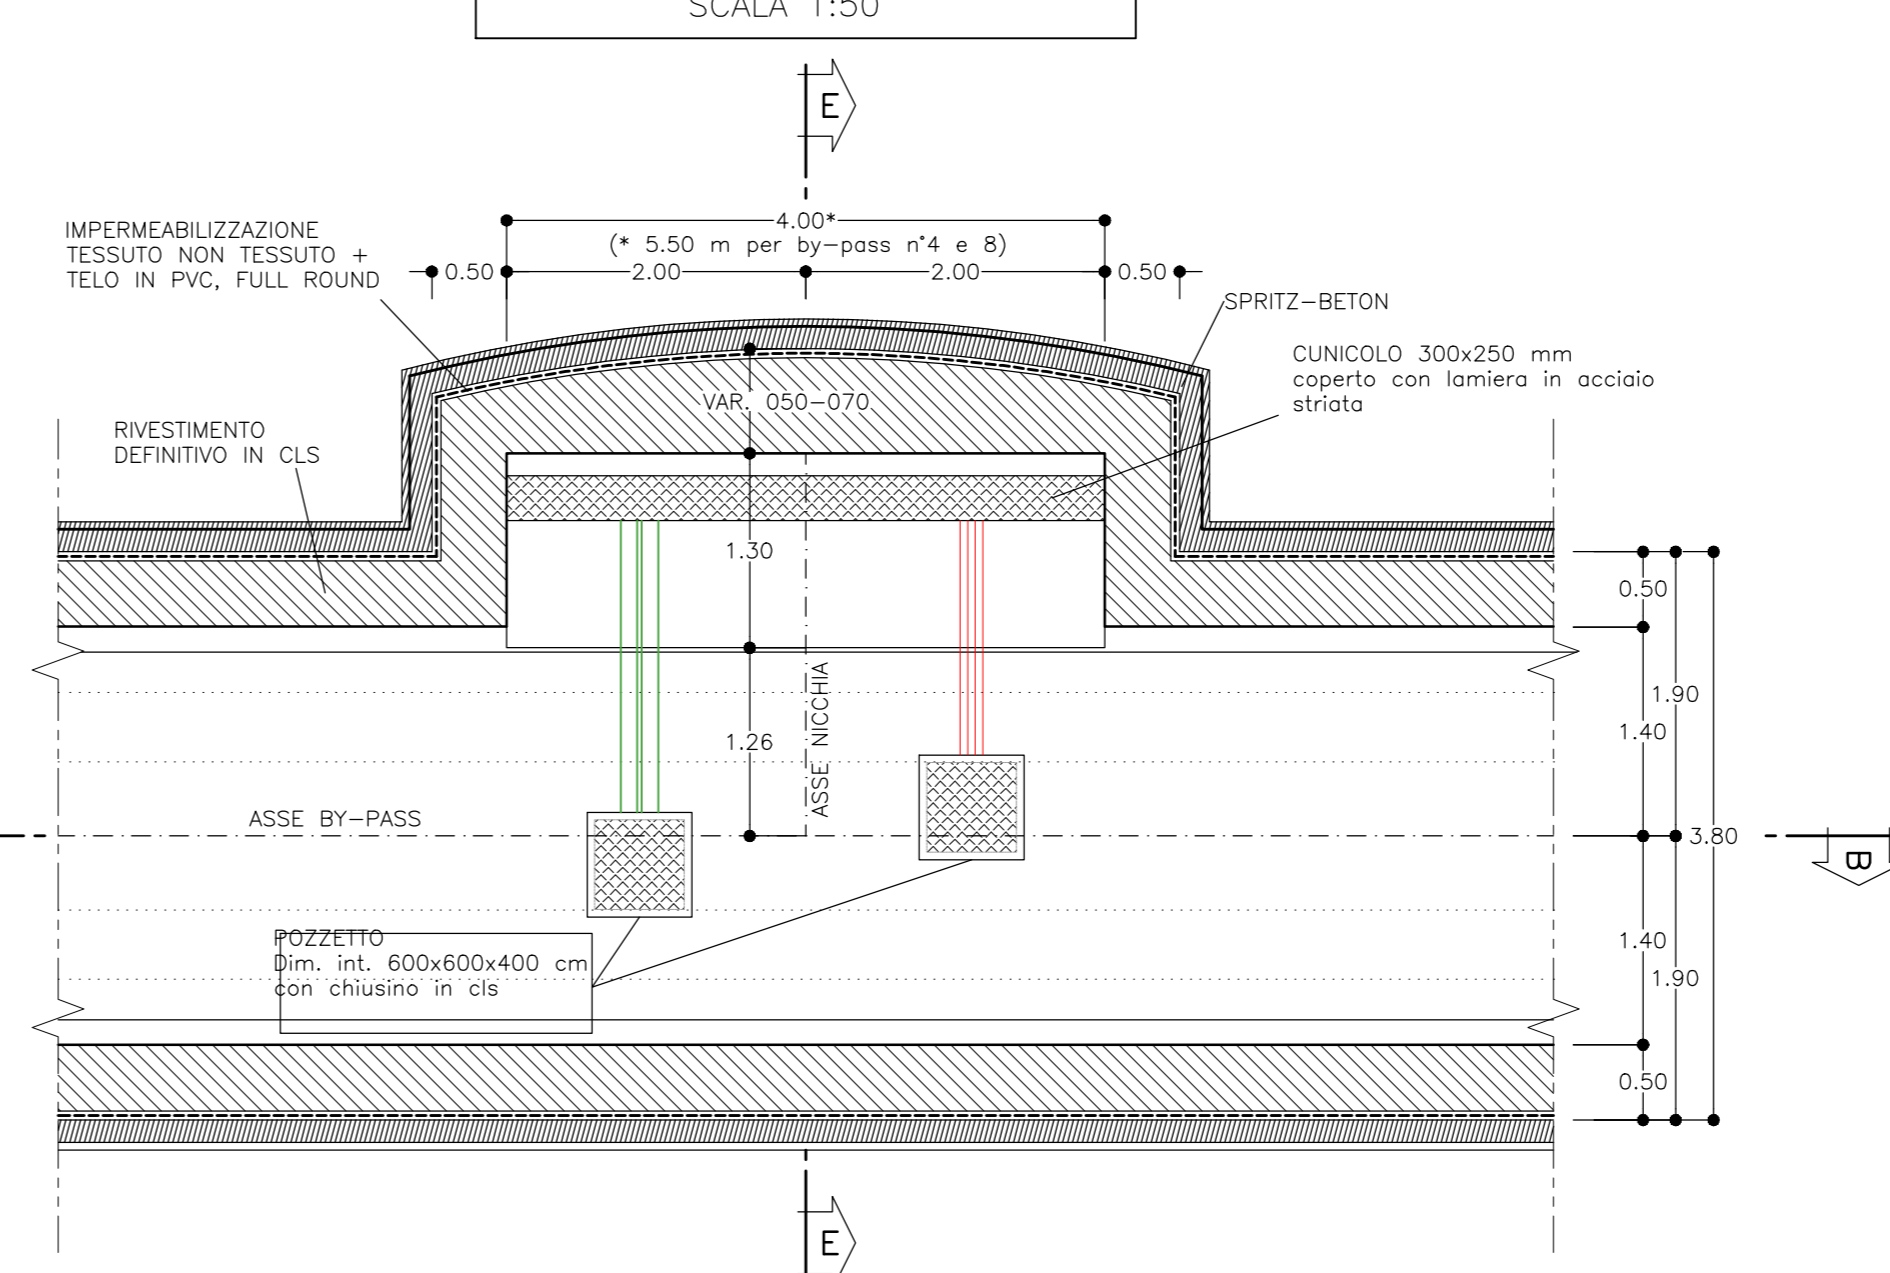 SCALA 1:50
E
4.00*
(* 5.50 m per by-pass n°4 e 8)
0.50
2.00
2.00
0.50
IMPERMEABILIZZAZIONE
TESSUTO NON TESSUTO +
TELO IN PVC, FULL ROUND
SPRITZ-BETON
CUNICOLO 300x250 mm
coperto con lamiera in acciaio
striata
VAR. 050-070
RIVESTIMENTO
DEFINITIVO IN CLS
1.30
0.50
1.90
1.40
1.26
ASSE NICCHIA
ASSE BY-PASS
3.80
B
POZZETTO
Dim. int. 600x600x400 cm
con chiusino in cls
1.40
1.90
0.50
E